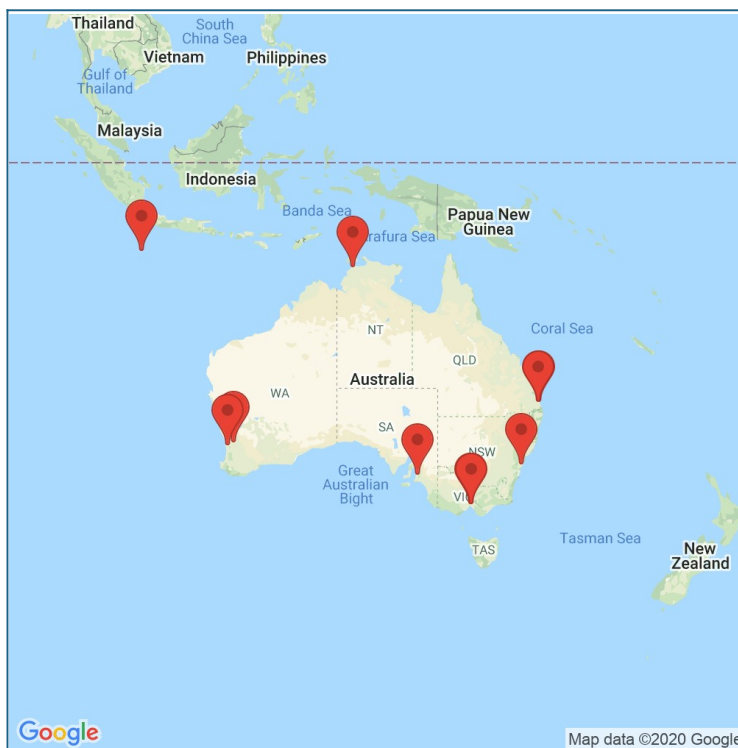 Thailand
South
China Sea
Vietnam
Philippines
Gulf of
Thailand
Malaysia
Indonesia
Banda Sea
Papua New
Guinea
rafura Sea
NT
Coral Sea
QLD
WA
Australia
SA
NSW
Great
Australian
Bight
VIC
TAS
Tasman Sea
New
Zealand
Google
Map data ©2020 Google